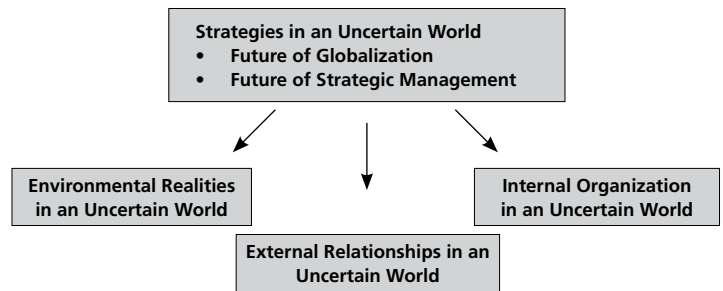 Strategies in an Uncertain World
• Future of Globalization
• Future of Strategic Management
Environmental Realities
in an Uncertain World
Internal Organization
in an Uncertain World
External Relationships in an
Uncertain World